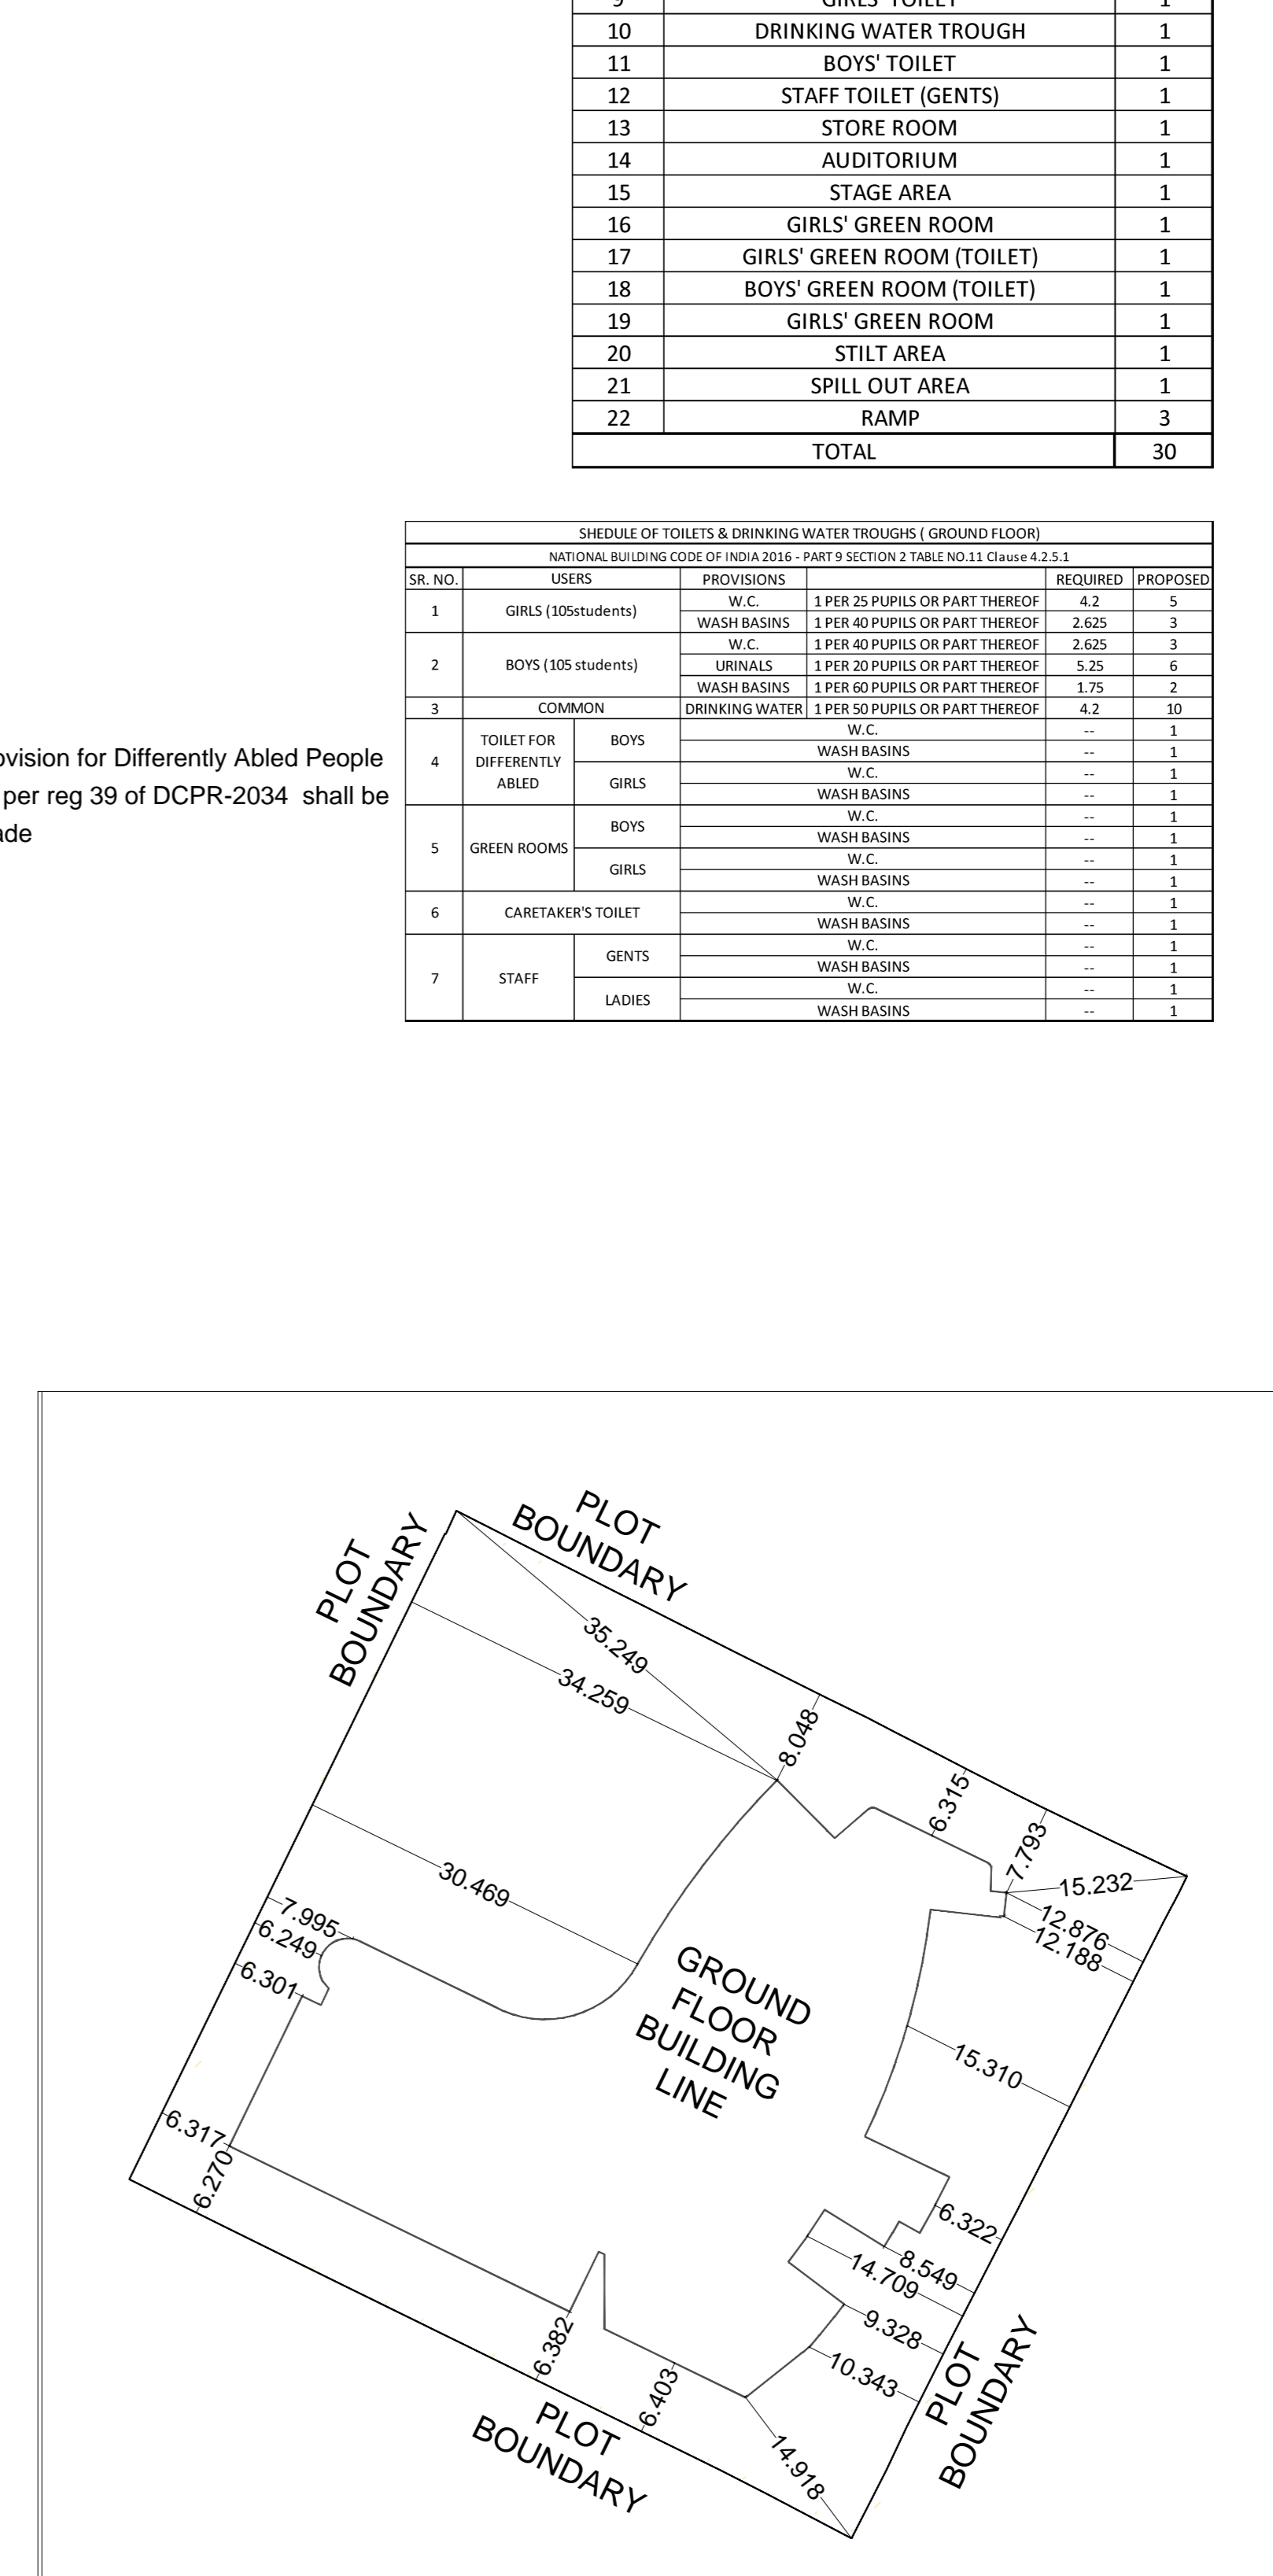 9 GIRLS' TOILET 1
10 DRINKING WATER TROUGH 1
11 BOYS' TOILET 1
12 STAFF TOILET (GENTS) 1
13 STORE ROOM 1
14 AUDITORIUM 1
15 STAGE AREA 1
16 GIRLS' GREEN ROOM 1
17 GIRLS' GREEN ROOM (TOILET) 1
18 BOYS' GREEN ROOM (TOILET) 1
19 GIRLS' GREEN ROOM 1
20 STILT AREA 1
21 SPILL OUT AREA 1
22 RAMP 3
TOTAL 30
SHEDULE OF TOILETS & DRINKING WATER TROUGHS ( GROUND FLOOR)
NATIONAL BUILDING CODE OF INDIA 2016 - PART 9 SECTION 2 TABLE NO.11 Clause 4.2.5.1
SR. NO. USERS PROVISIONS REQUIRED PROPOSED
1 GIRLS (105students) W.C. 1 PER 25 PUPILS OR PART THEREOF 4.2 5
WASH BASINS 1 PER 40 PUPILS OR PART THEREOF 2.625 3
2 BOYS (105 students) W.C. 1 PER 40 PUPILS OR PART THEREOF 2.625 3
URINALS 1 PER 20 PUPILS OR PART THEREOF 5.25 6
WASH BASINS 1 PER 60 PUPILS OR PART THEREOF 1.75 2
3 COMMON DRINKING WATER 1 PER 50 PUPILS OR PART THEREOF 4.2 10
4 TOILET FOR DIFFERENTLY ABLED BOYS W.C. -- 1
WASH BASINS -- 1
GIRLS W.C. -- 1
WASH BASINS -- 1
5 GREEN ROOMS BOYS W.C. -- 1
WASH BASINS -- 1
GIRLS W.C. -- 1
WASH BASINS -- 1
6 CARETAKER'S TOILET W.C. -- 1
WASH BASINS -- 1
7 STAFF GENTS W.C. -- 1
WASH BASINS -- 1
LADIES W.C. -- 1
WASH BASINS -- 1
ovision for Differently Abled People
per reg 39 of DCPR-2034 shall be
ade
PLOT
BOUNDARY
PLOT
BOUNDARY
35.249
34.259
8.048
6.315
7.793
15.232
12.876
12.188
30.469
7.995
6.249
6.301
GROUND
FLOOR
BUILDING
LINE
15.310
6.317
6.270
6.322
8.549
14.709
9.328
10.343
6.382
6.403
14.918
PLOT
BOUNDARY
PLOT
BOUNDARY